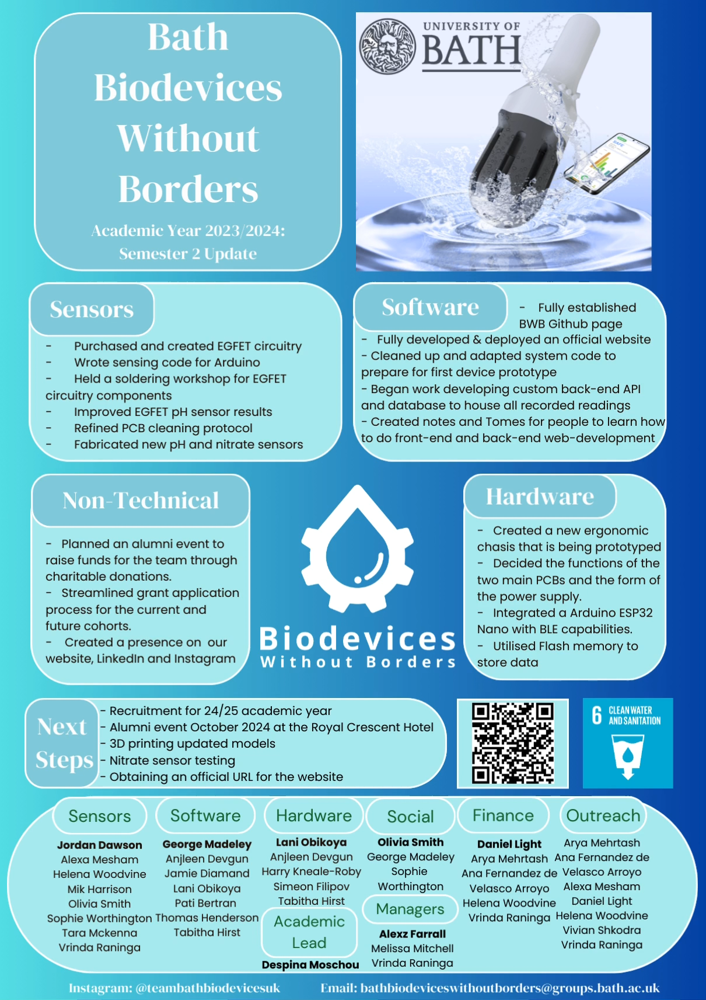 Bath
Biodevices
Without
Borders
Academic Year 2023/2024:
Semester 2 Update
UNIVERSITY OF
BATH
SAFE
Sensors
- Purchased and created EGFET circuitry
- Wrote sensing code for Arduino
- Held a soldering workshop for EGFET
circuitry components
- Improved EGFET pH sensor results
- Refined PCB cleaning protocol
- Fabricated new pH and nitrate sensors
Software
- Fully established
BWB Github page
- Fully developed & deployed an official website
- Cleaned up and adapted system code to
prepare for first device prototype
- Began work developing custom back-end API
and database to house all recorded readings
- Created notes and Tomes for people to learn how
to do front-end and back-end web-development
Non-Technical
- Planned an alumni event to
raise funds for the team through
charitable donations.
- Streamlined grant application
process for the current and
future cohorts.
- Created a presence on our
website, LinkedIn and Instagram
Biodevices
Without Borders
Hardware
- Created a new ergonomic
chasis that is being prototyped
- Decided the functions of the
two main PCBs and the form of
the power supply.
- Integrated a Arduino ESP32
Nano with BLE capabilities.
- Utilised Flash memory to
store data
Next
Steps
- Recruitment for 24/25 academic year
- Alumni event October 2024 at the Royal Crescent Hotel
- 3D printing updated models
- Nitrate sensor testing
- Obtaining an official URL for the website
6 CLEAN WATER
AND SANITATION
Sensors
Jordan Dawson
Alexa Mesham
Helena Woodvine
Mik Harrison
Olivia Smith
Sophie Worthington
Tara Mckenna
Vrinda Raninga
Software
George Madeley
Anjleen Devgun
Jamie Diamand
Lani Obikoya
Pati Bertran
Thomas Henderson
Tabitha Hirst
Hardware
Lani Obikoya
Anjleen Devgun
Harry Kneale-Roby
Simeon Filipov
Tabitha Hirst
Academic
Lead
Despina Moschou
Social
Olivia Smith
George Madeley
Sophie
Worthington
Managers
Alexz Farrall
Melissa Mitchell
Vrinda Raninga
Finance
Daniel Light
Arya Mehrtash
Ana Fernandez de
Velasco Arroyo
Helena Woodvine
Vrinda Raninga
Outreach
Arya Mehrtash
Ana Fernandez de
Velasco Arroyo
Alexa Mesham
Daniel Light
Helena Woodvine
Vivian Shkodra
Vrinda Raninga
Instagram: @teambathbiodevicesuk
Email: bathbiodeviceswithoutborders@groups.bath.ac.uk